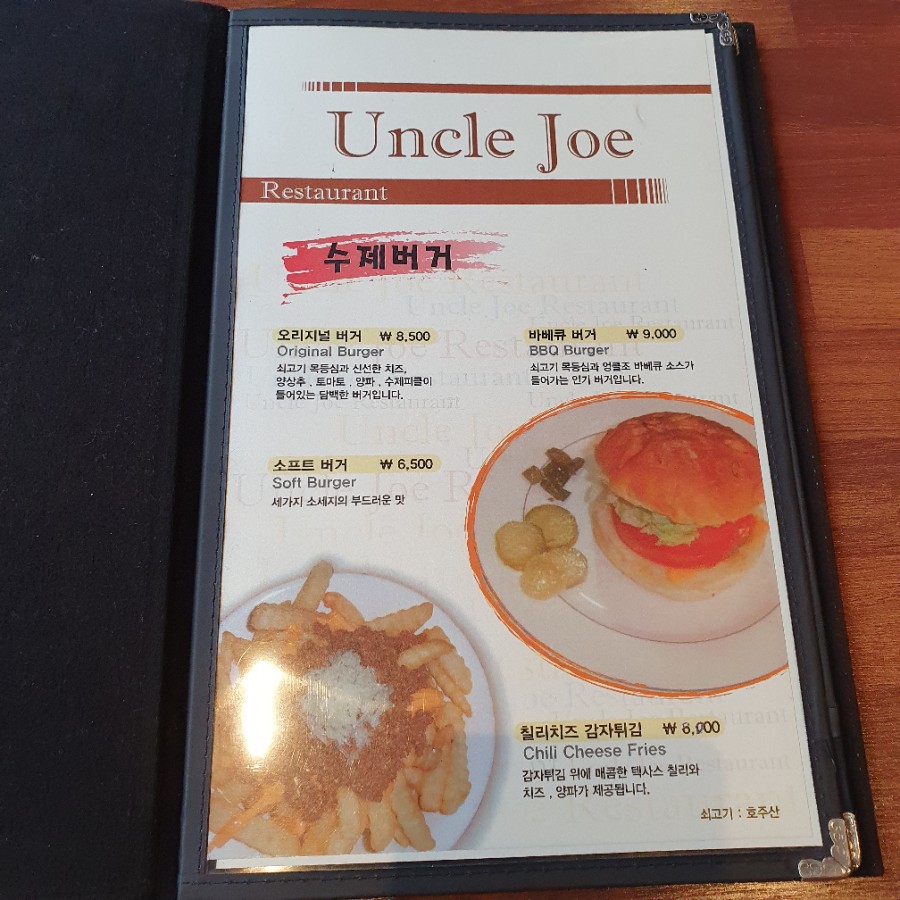 Uncle Joe
Restaurant
수제버거
오리지널 버거 ₩ 8,500
Original Burger
쇠고기 목등심과 신선한 치즈,
양상추 , 토마토 , 양파 , 수제피클이
들어있는 담백한 버거입니다.
바베큐 버거 ₩ 9,000
BBQ Burger
쇠고기 목등심과 엉클조 바베큐 소스가
들어가는 인기 버거입니다.
소프트 버거 ₩ 6,500
Soft Burger
세가지 소세지의 부드러운 맛
칠리치즈 감자튀김 ₩ 8,000
Chili Cheese Fries
감자튀김 위에 매콤한 텍사스 칠리와
치즈 , 양파가 제공됩니다.
쇠고기 : 호주산